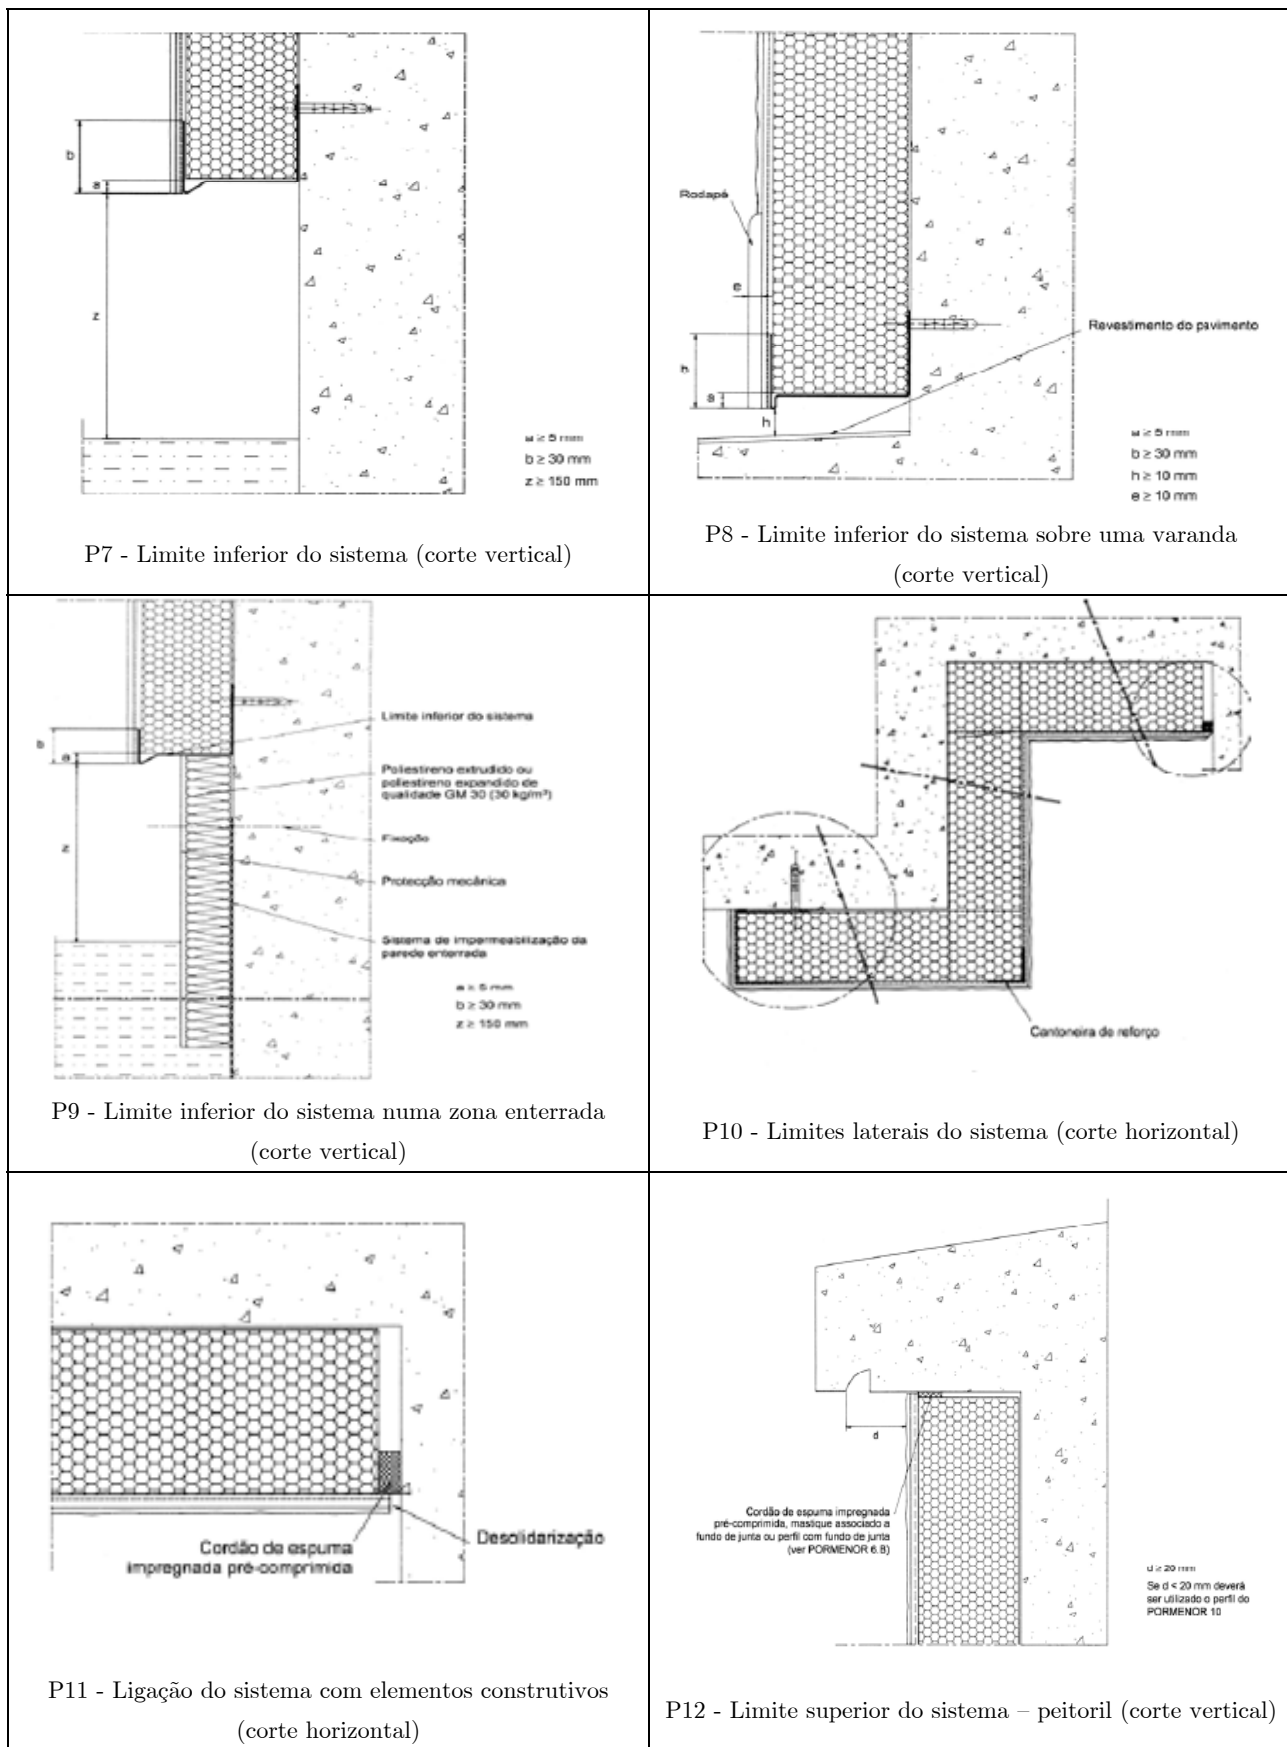 b
a
z
a ≥ 5 mm
b ≥ 30 mm
z ≥ 150 mm
P7 - Limite inferior do sistema (corte vertical)
Rodapé
e
Revestimento do pavimento
b
a
h
a ≥ 5 mm
b ≥ 30 mm
h ≥ 10 mm
e ≥ 10 mm
P8 - Limite inferior do sistema sobre uma varanda
(corte vertical)
Limite inferior do sistema
B
a
Poliestireno extrudido ou
poliestireno expandido de
qualidade GM 30 (30 kg/m³)
Fixação
z
Protecção mecânica
Sistema de impermeabilização da
parede enterrada
a ≥ 5 mm
b ≥ 30 mm
z ≥ 150 mm
P9 - Limite inferior do sistema numa zona enterrada
(corte vertical)
Cantoneira de reforço
P10 - Limites laterais do sistema (corte horizontal)
Cordão de espuma
impregnada pré-comprimida
Desolidarização
P11 - Ligação do sistema com elementos construtivos
(corte horizontal)
d
Cordão de espuma impregnada
pré-comprimida, mastique associado a
fundo de junta ou perfil com fundo de junta
(ver PORMENOR 6.B)
d ≥ 20 mm
Se d < 20 mm deverá
ser utilizado o perfil do
PORMENOR 10
P12 - Limite superior do sistema – peitoril (corte vertical)